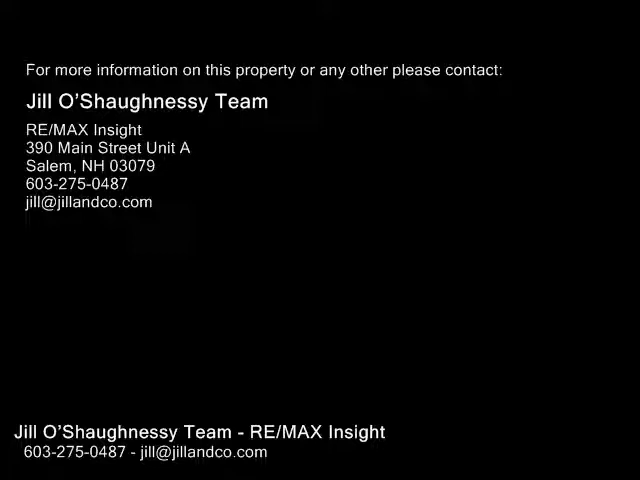 For more information on this property or any other please contact:
Jill O’Shaughnessy Team
RE/MAX Insight
390 Main Street Unit A
Salem, NH 03079
603-275-0487
jill@jillandco.com
Jill O’Shaughnessy Team - RE/MAX Insight
603-275-0487 - jill@jillandco.com